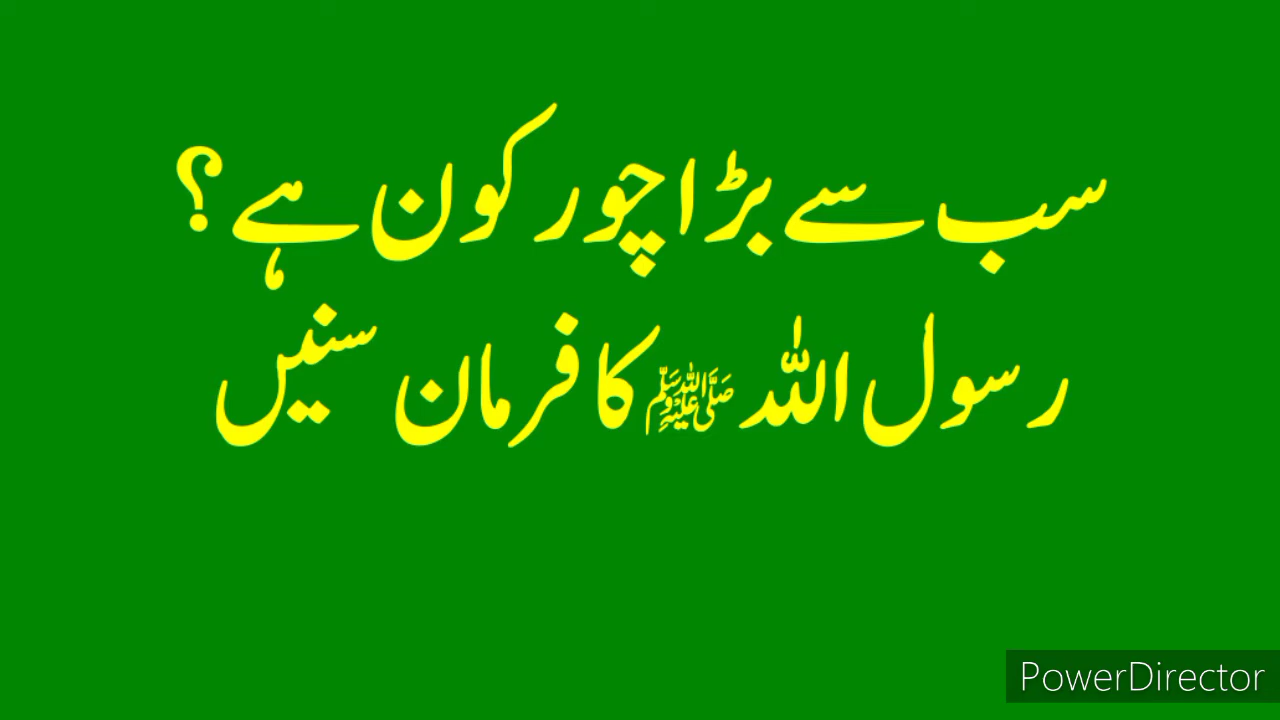 سب سے بڑا چور کون ہے؟
رسول اللہ ﷺ کا فرمان سنیں
PowerDirector